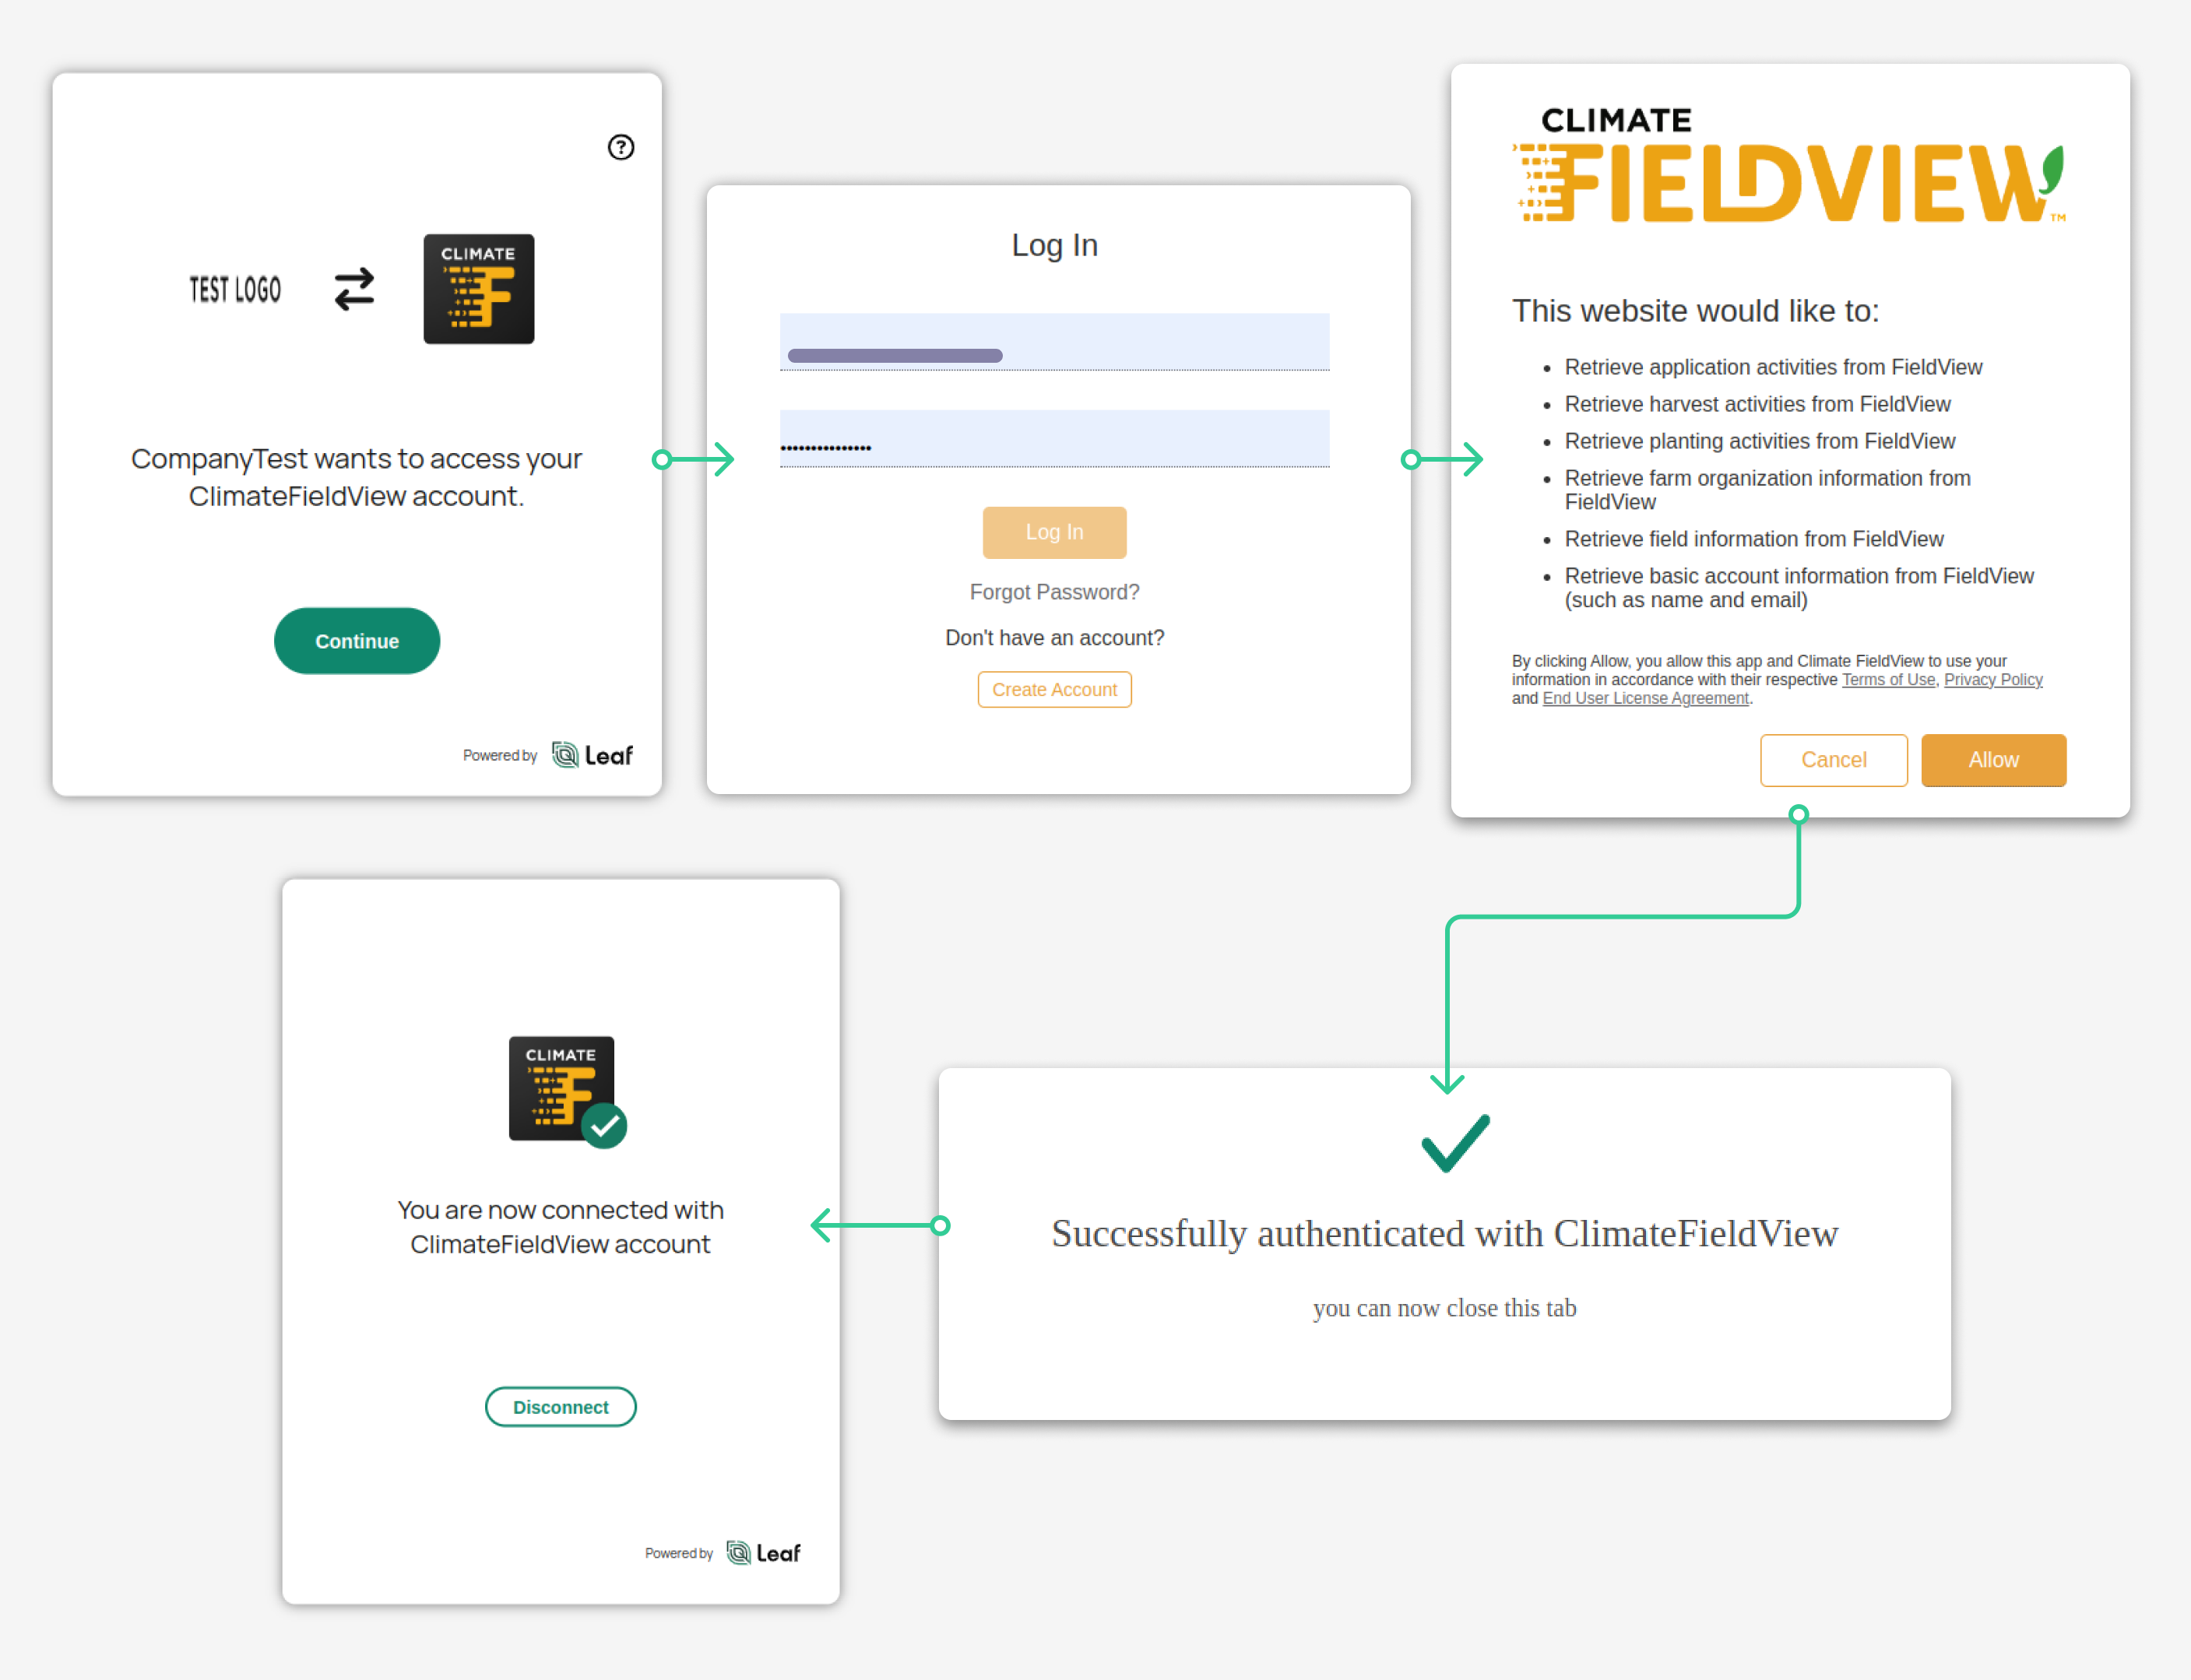 TEST LOGO
CLIMATE
CompanyTest wants to access your
ClimateFieldView account.
Continue
Powered by Leaf
Log In
•••••••••••••••
Log In
Forgot Password?
Don't have an account?
Create Account
CLIMATE
FIELDVIEW™
This website would like to:
• Retrieve application activities from FieldView
• Retrieve harvest activities from FieldView
• Retrieve planting activities from FieldView
• Retrieve farm organization information from
FieldView
• Retrieve field information from FieldView
• Retrieve basic account information from FieldView
(such as name and email)
By clicking Allow, you allow this app and Climate FieldView to use your
information in accordance with their respective Terms of Use, Privacy Policy
and End User License Agreement.
Cancel Allow
Successfully authenticated with ClimateFieldView
you can now close this tab
CLIMATE
You are now connected with
ClimateFieldView account
Disconnect
Powered by Leaf